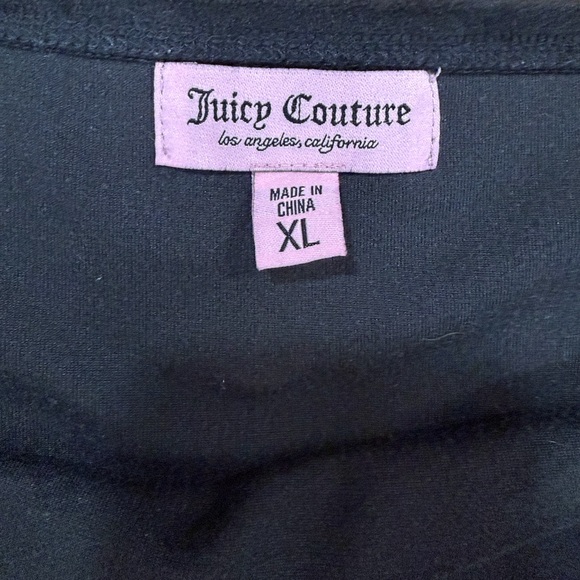 Juicy Couture
los angeles, california
MADE IN
CHINA
XL